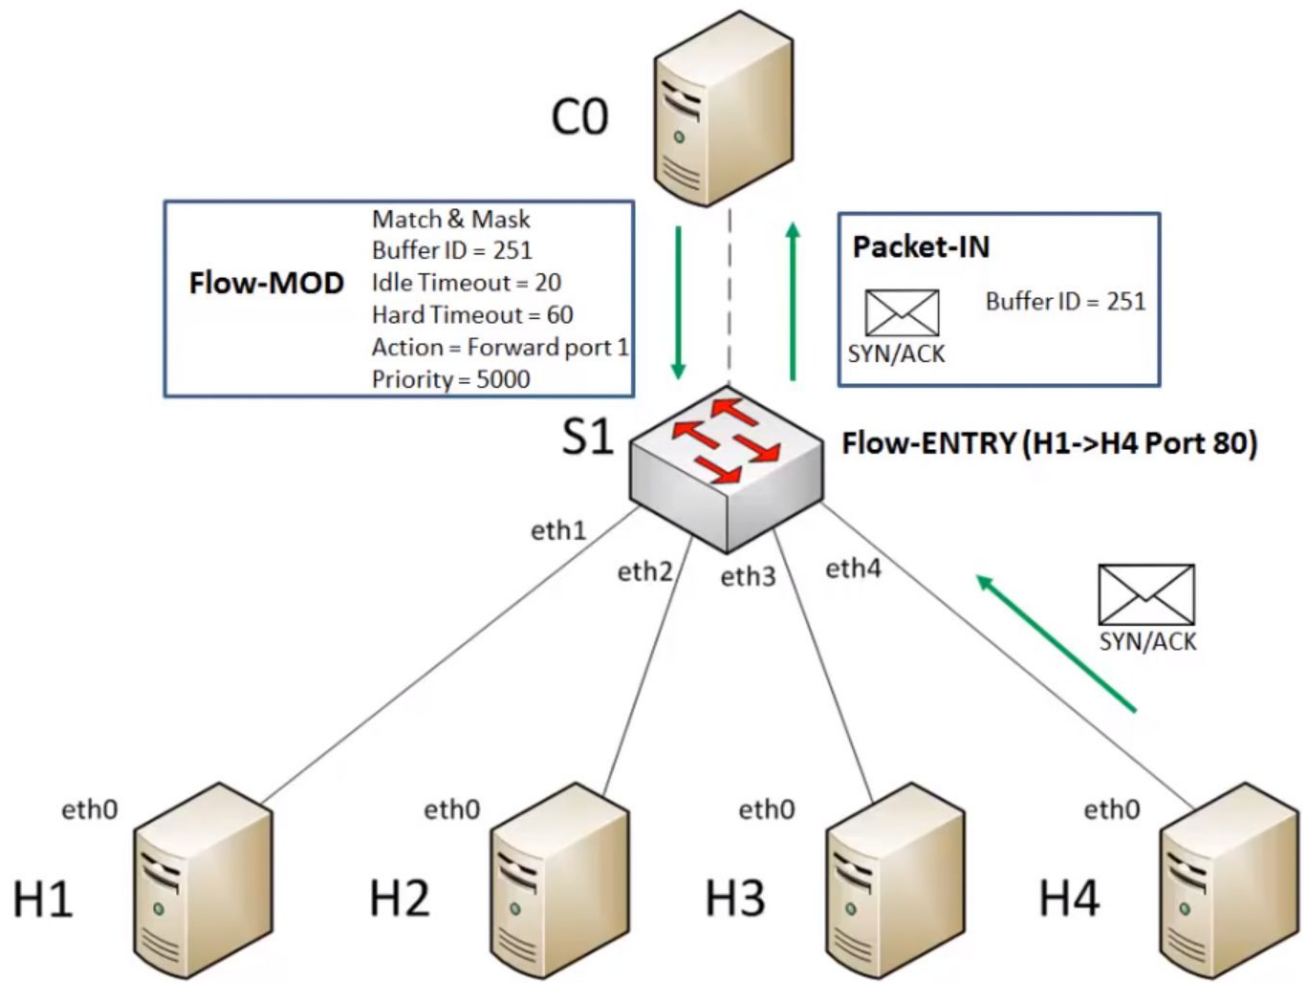 C0
Flow-MOD
Match & Mask
Buffer ID = 251
Idle Timeout = 20
Hard Timeout = 60
Action = Forward port 1
Priority = 5000
Packet-IN
Buffer ID = 251
SYN/ACK
S1
Flow-ENTRY (H1->H4 Port 80)
eth1
eth2
eth3
eth4
SYN/ACK
eth0
eth0
eth0
eth0
H1
H2
H3
H4